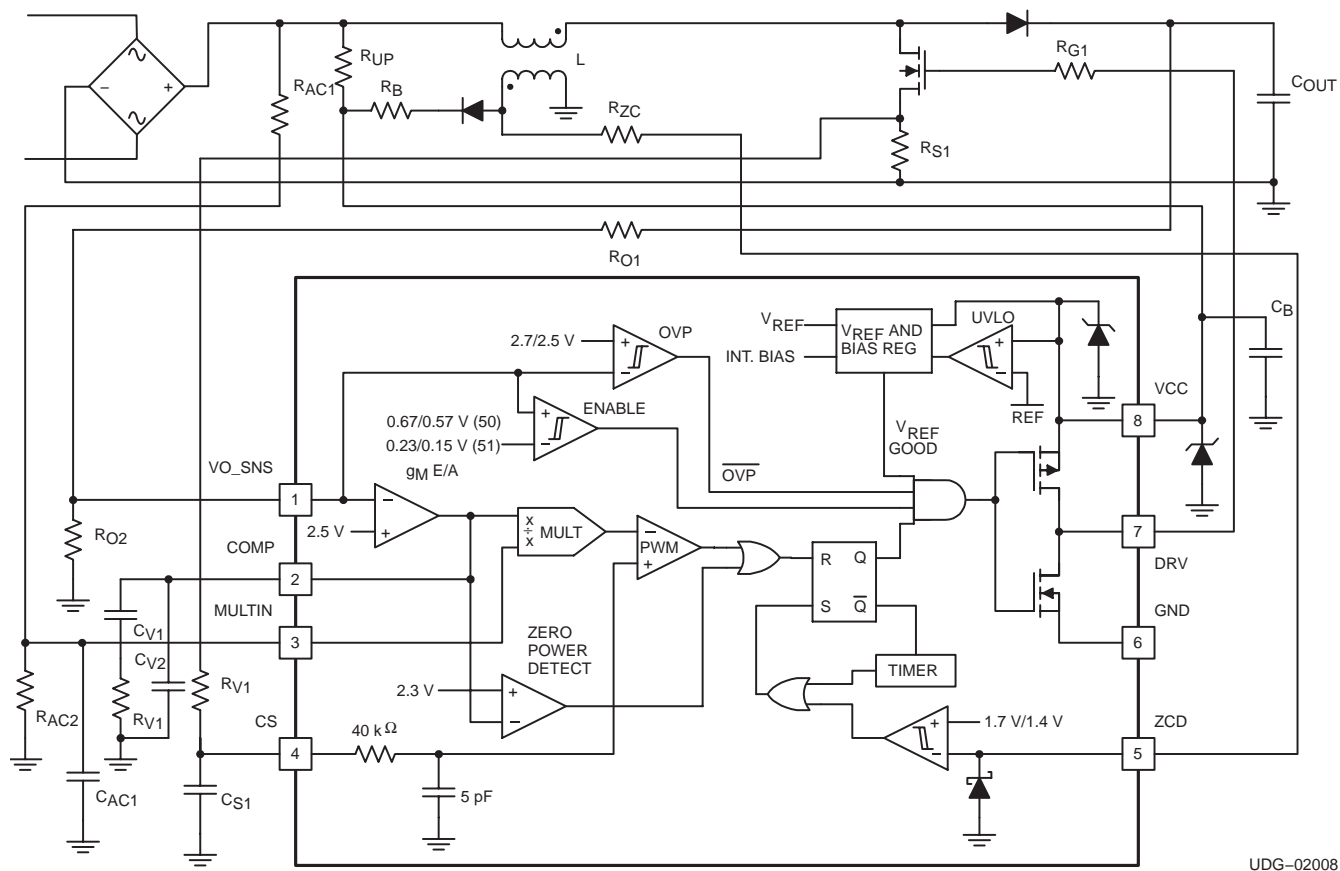 RUP
RAC1
RB
L
RZC
RG1
COUT
RS1
RO1
CB
VREF
INT. BIAS
VREF AND
BIAS REG
UVLO
REF
2.7/2.5 V
OVP
ENABLE
0.67/0.57 V (50)
0.23/0.15 V (51)
gM E/A
VREF
GOOD
OVP
VCC
8
VO_SNS
1
2.5 V
x
÷
x
MULT
PWM
RO2
COMP
2
R
Q
S
Q
7
DRV
GND
6
MULTIN
3
CV1
CV2
RV1
RV1
RAC2
ZERO
POWER
DETECT
2.3 V
TIMER
1.7 V/1.4 V
ZCD
5
CS
4
40 kΩ
5 pF
CAC1
CS1
UDG–02008